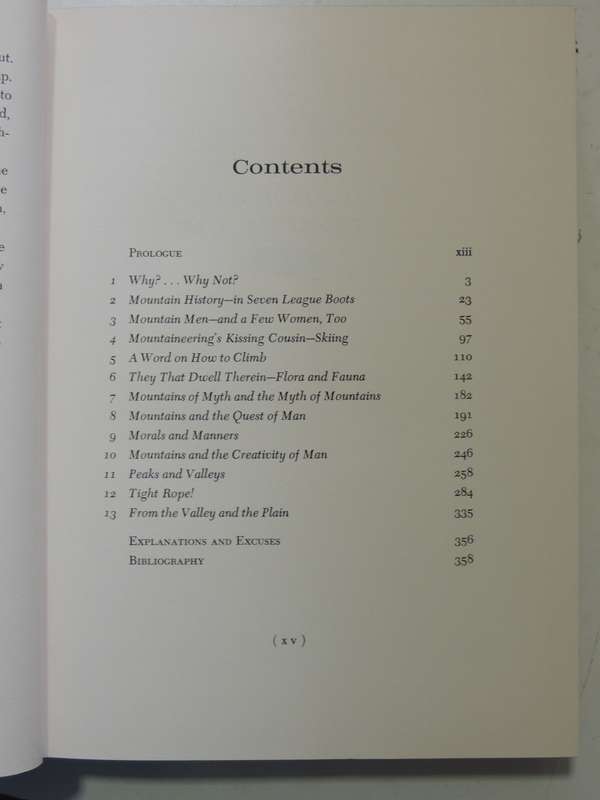 ut.
p.
to
d,
h-
e
e
n,
e
v
n
Contents
PROLOGUE xiii
1 Why? . . . Why Not? 3
2 Mountain History—in Seven League Boots 23
3 Mountain Men—and a Few Women, Too 55
4 Mountaineering's Kissing Cousin—Skiing 97
5 A Word on How to Climb 110
6 They That Dwell Therein—Flora and Fauna 142
7 Mountains of Myth and the Myth of Mountains 182
8 Mountains and the Quest of Man 191
9 Morals and Manners 226
10 Mountains and the Creativity of Man 246
11 Peaks and Valleys 258
12 Tight Rope! 284
13 From the Valley and the Plain 335
EXPLANATIONS AND EXCUSES 356
BIBLIOGRAPHY 358
( xv )